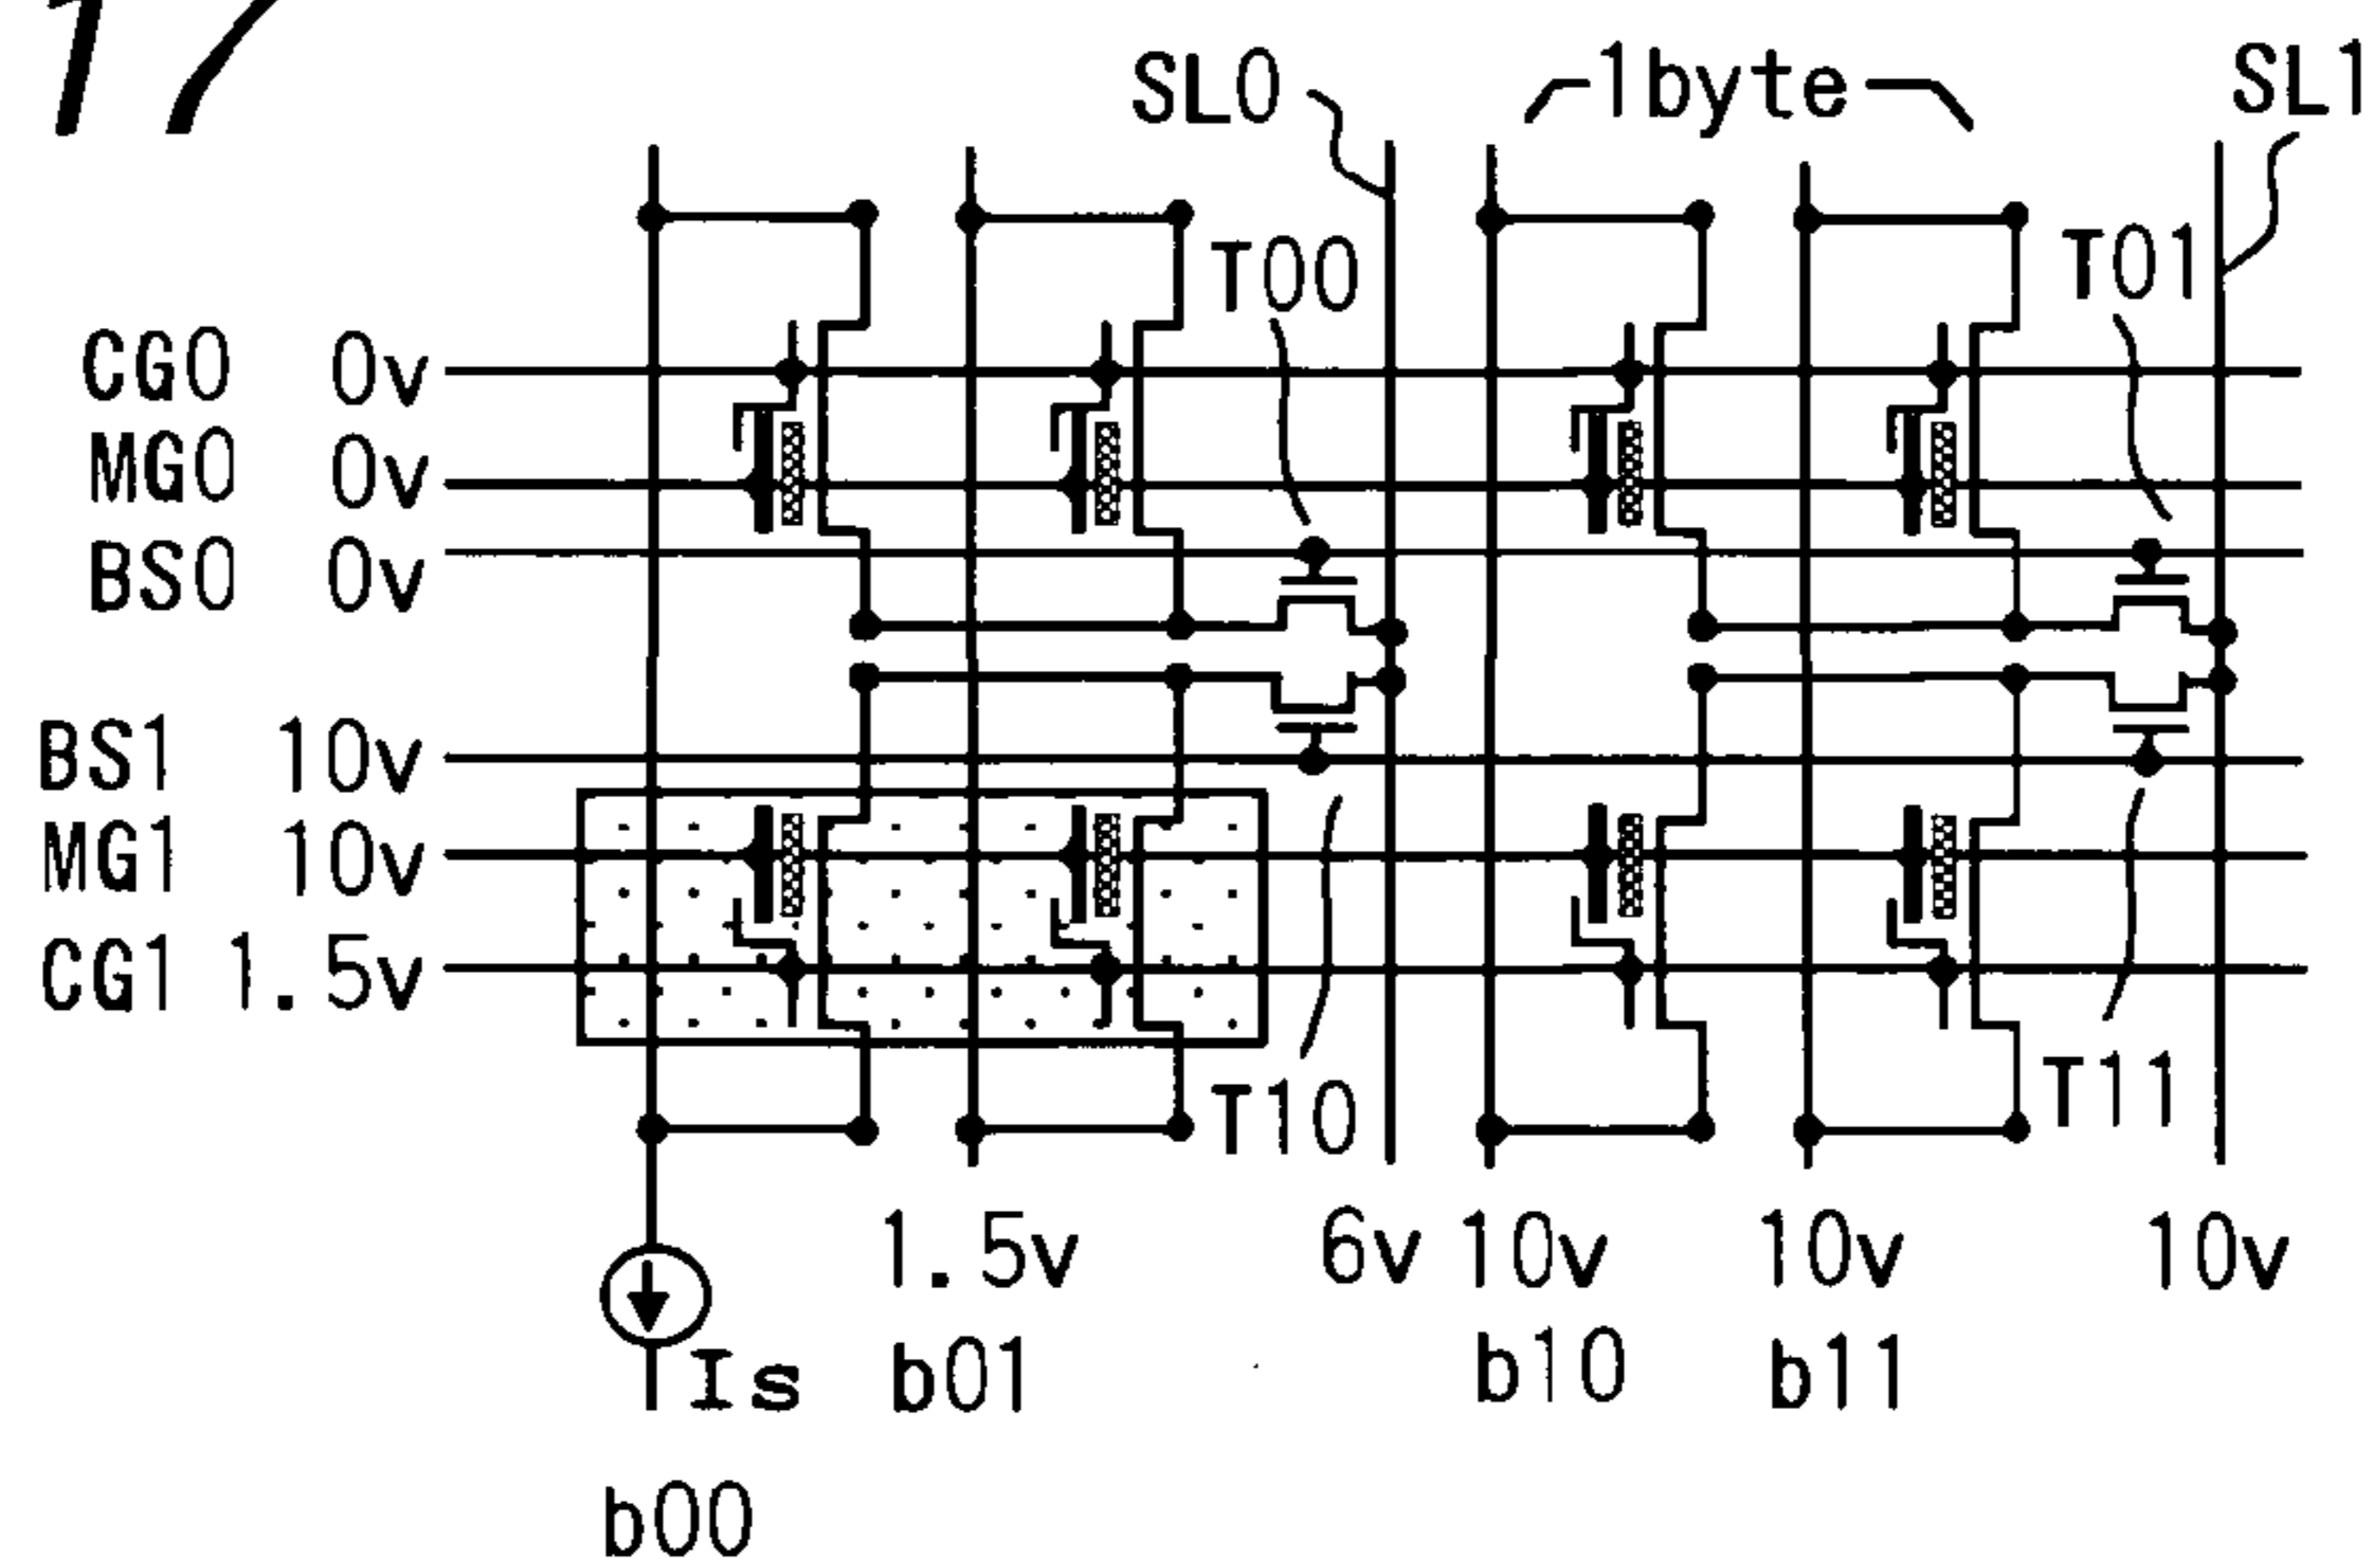 17
SL0 1byte SL1
T00 T01
CG0 0v
MG0 0v
BS0 0v
BS1 10v
MG1 10v
CG1 1.5v
T10 T11
1.5v 6v 10v 10v 10v
Is b01 b10 b11
b00